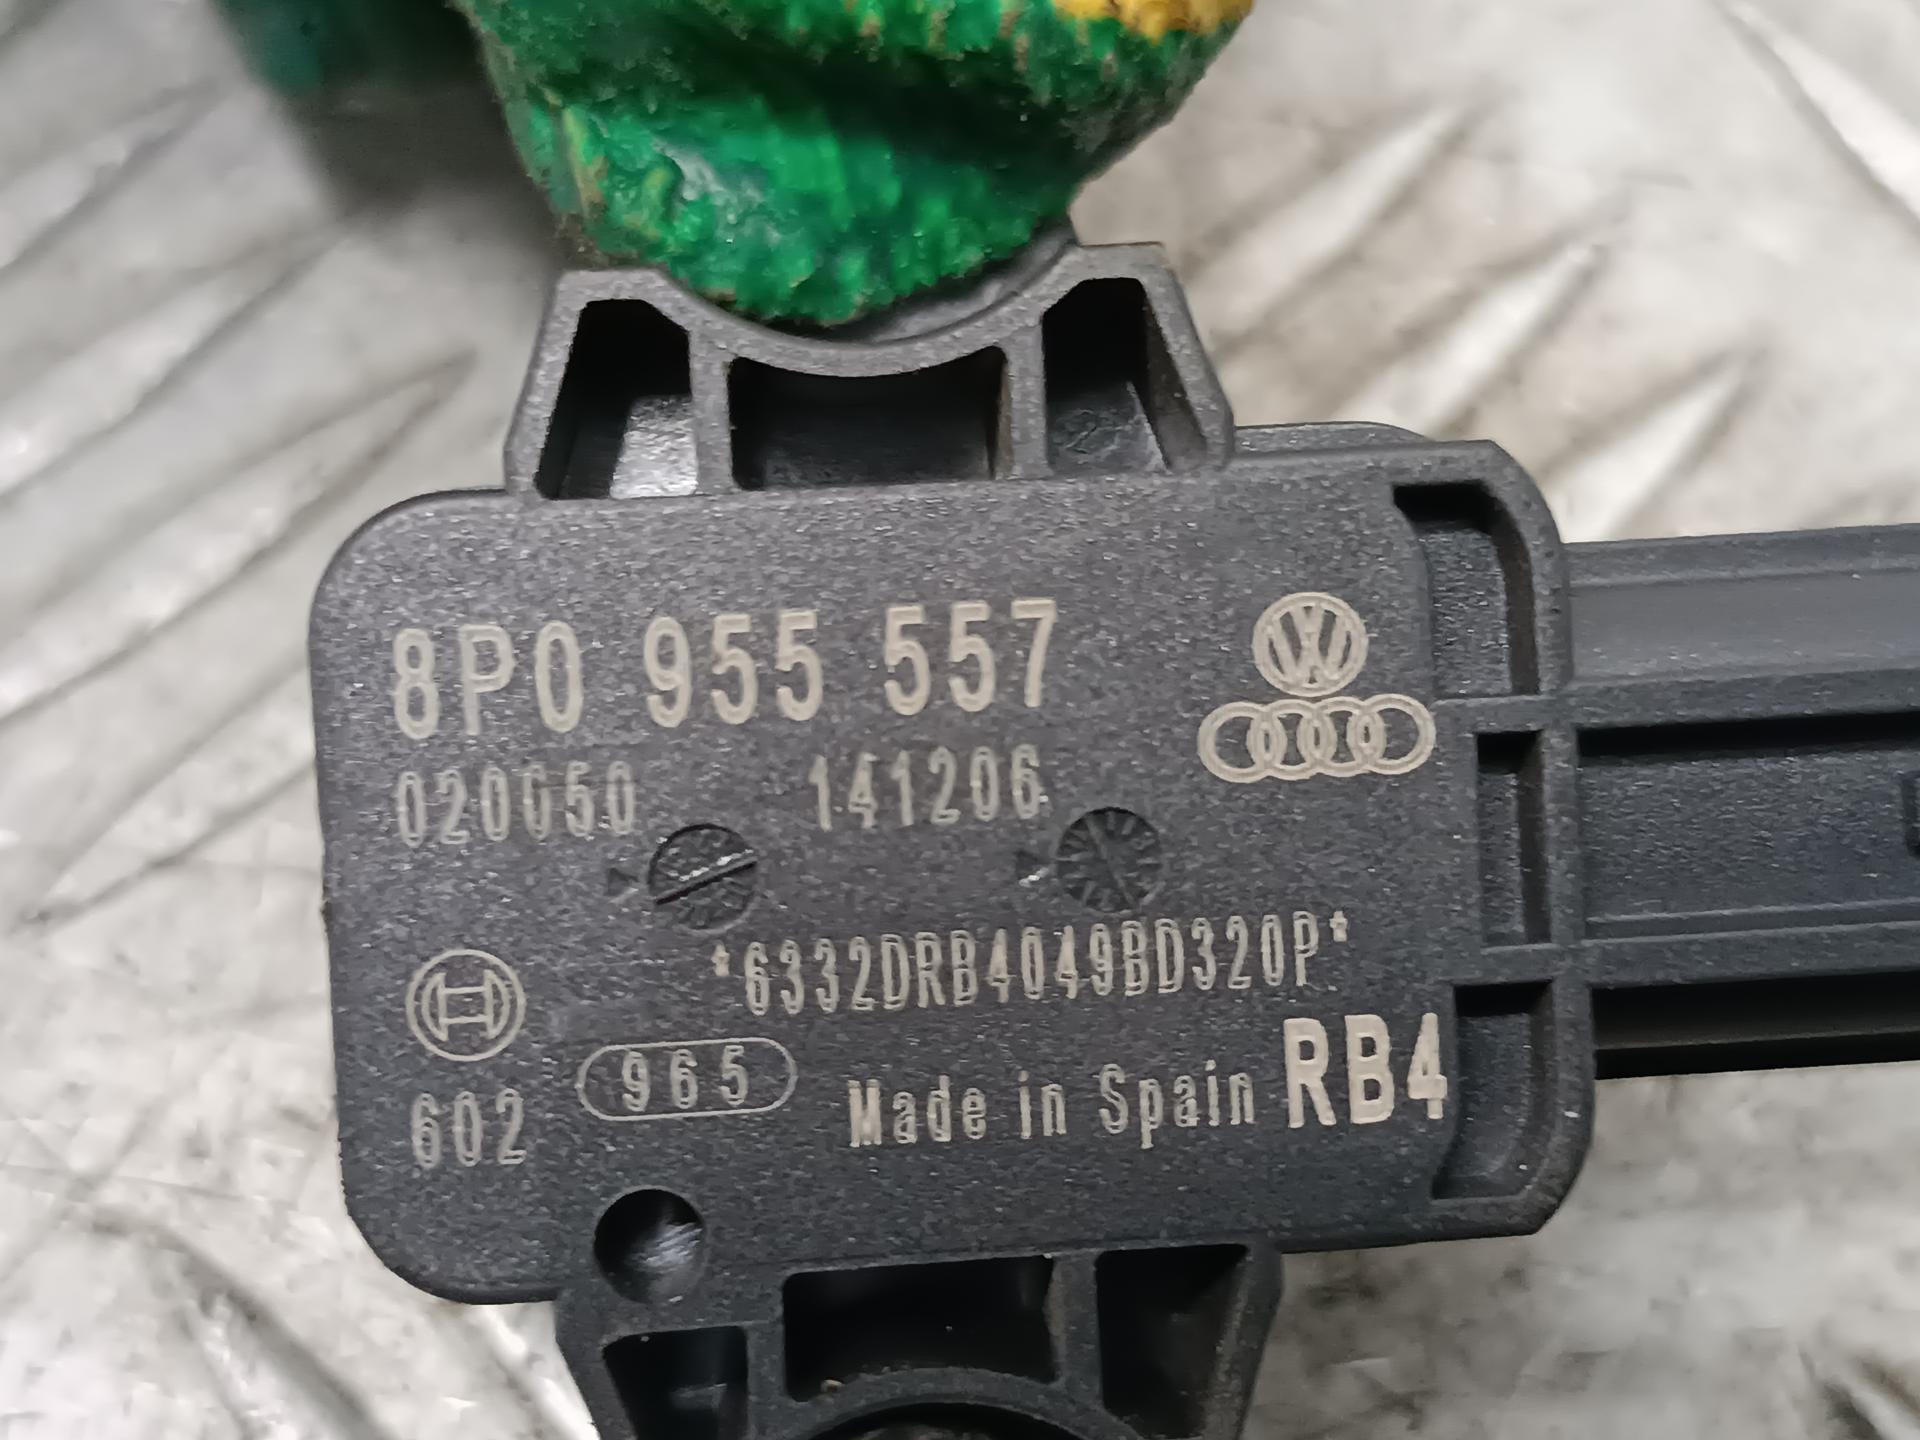 8P0 955 557
020050 141206
*6332DRB4049BD320P*
965
602
Made in Spain RB4